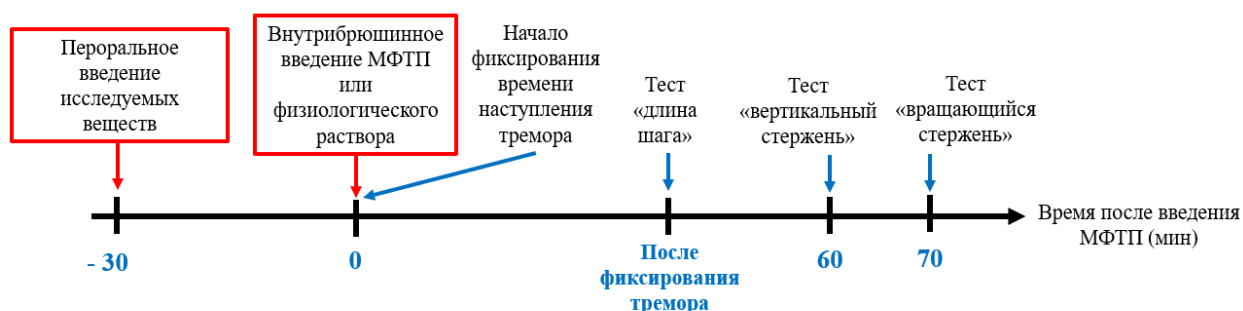 Пероральное
введение
исследуемых
веществ
Внутрибрюшинное
введение МФТП
или
физиологического
раствора
Начало
фиксирования
времени
наступления
тремора
Тест
«длина
шага»
Тест
«вертикальный
стержень»
Тест
«вращающийся
стержень»
Время после введения
МФТП (мин)
- 30
0
После
фиксирования
тремора
60
70